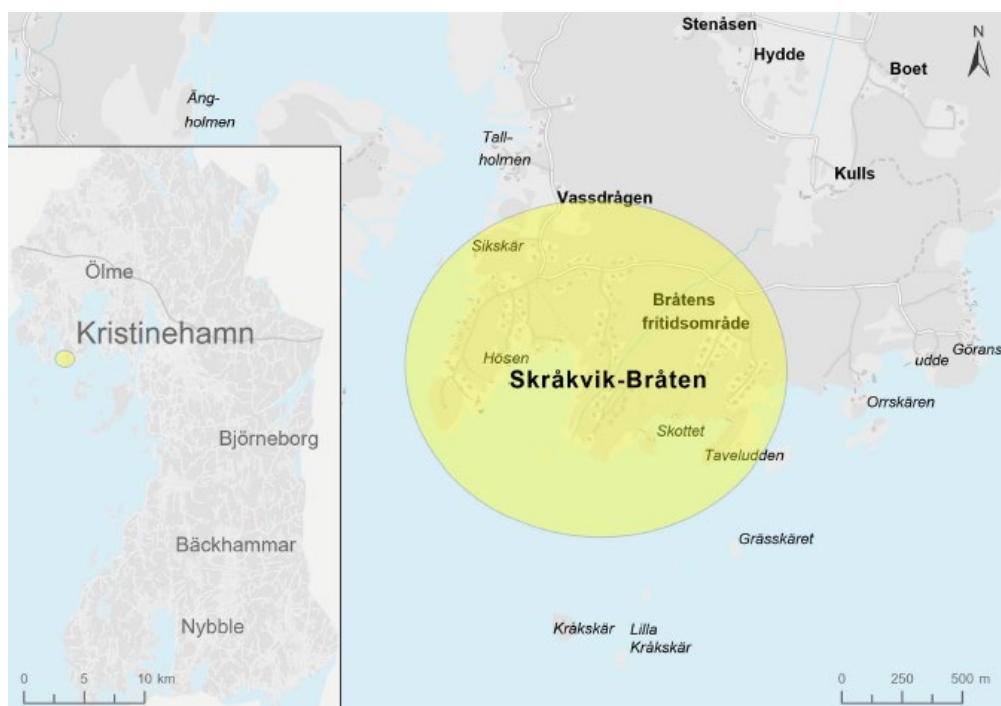 Stenåsen
Hydde
Boet
N
Äng-
holmen
Tall-
holmen
Kulls
Vassdrågen
Sikskär
Bråtens
fritidsområde
Hösen
Skråkvik-Bråten
Görans
udde
Orrskären
Skottet
Taveludden
Grässkäret
Kråkskär
Lilla
Kråkskär
0 250 500 m
Ölme
Kristinehamn
Björneborg
Bäckhammar
Nybble
0 5 10 km